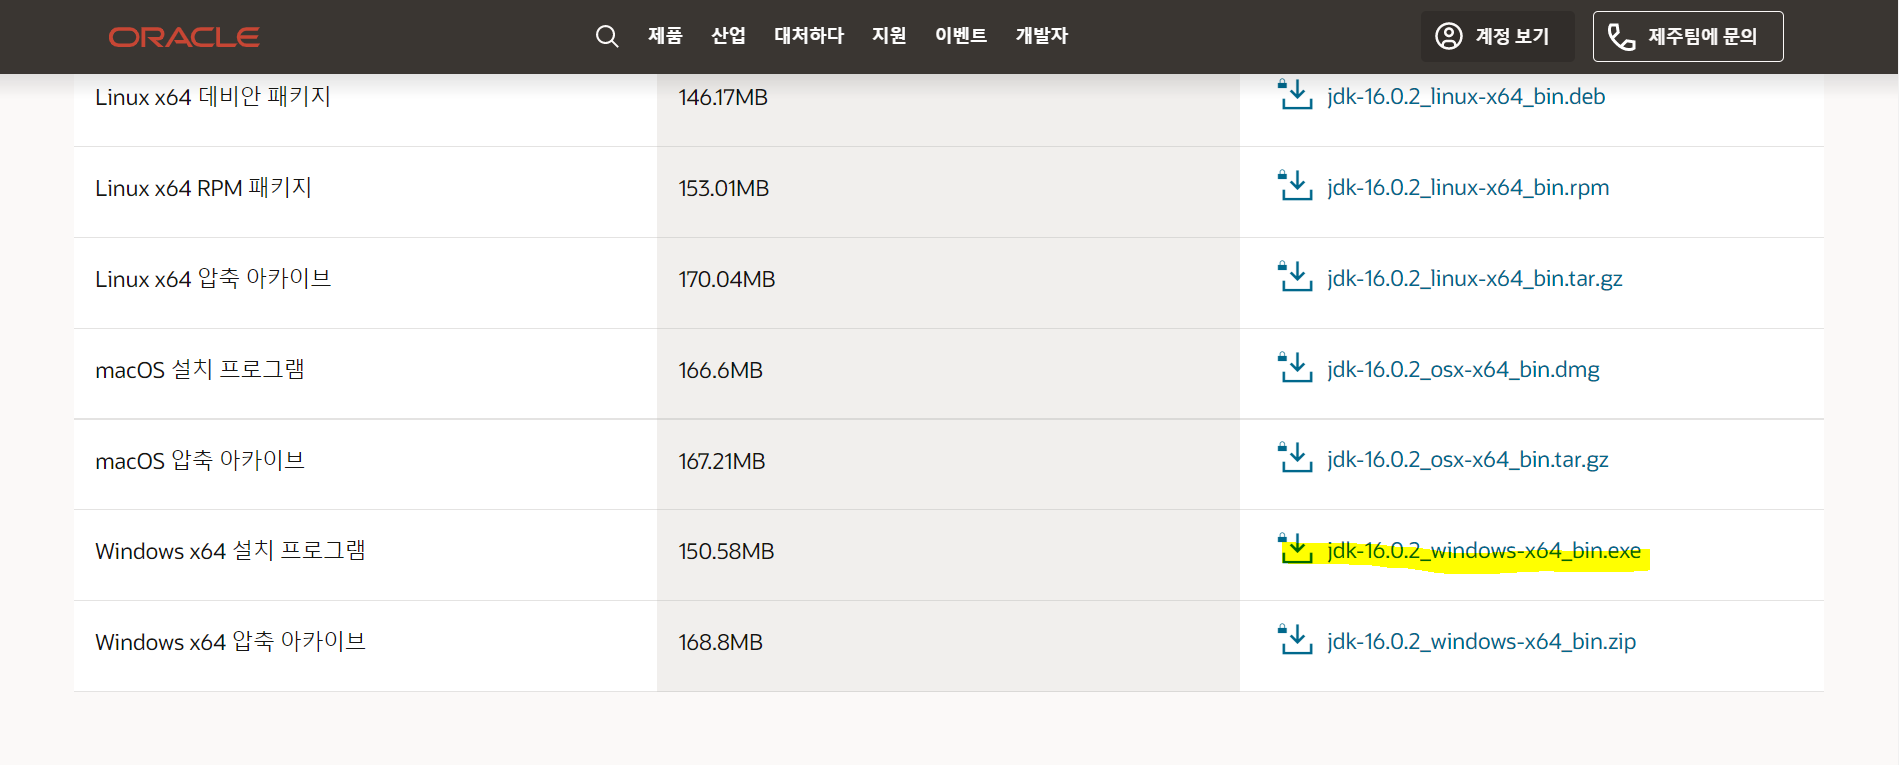 ORACLE
제품 산업 대처하다 지원 이벤트 개발자
계정 보기
제주팀에 문의
Linux x64 데비안 패키지 146.17MB jdk-16.0.2_linux-x64_bin.deb
Linux x64 RPM 패키지 153.01MB jdk-16.0.2_linux-x64_bin.rpm
Linux x64 압축 아카이브 170.04MB jdk-16.0.2_linux-x64_bin.tar.gz
macOS 설치 프로그램 166.6MB jdk-16.0.2_osx-x64_bin.dmg
macOS 압축 아카이브 167.21MB jdk-16.0.2_osx-x64_bin.tar.gz
Windows x64 설치 프로그램 150.58MB jdk-16.0.2_windows-x64_bin.exe
Windows x64 압축 아카이브 168.8MB jdk-16.0.2_windows-x64_bin.zip